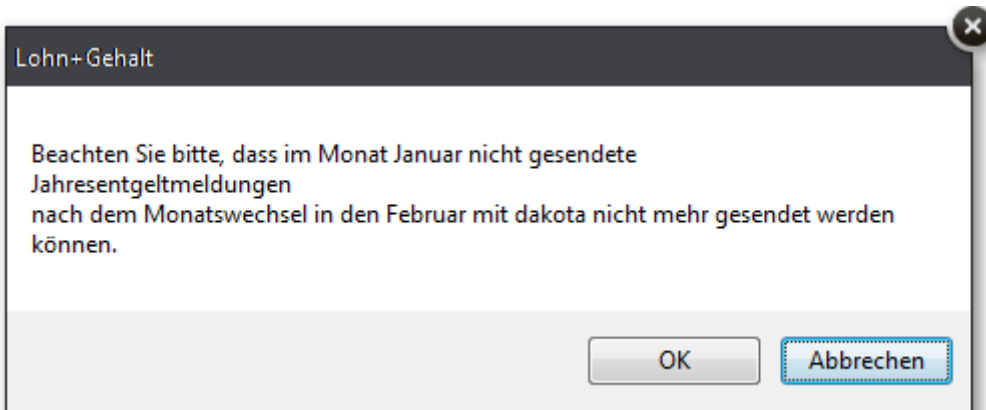 Lohn+Gehalt
Beachten Sie bitte, dass im Monat Januar nicht gesendete
Jahresentgeltmeldungen
nach dem Monatswechsel in den Februar mit dakota nicht mehr gesendet werden
können.
OK
Abbrechen